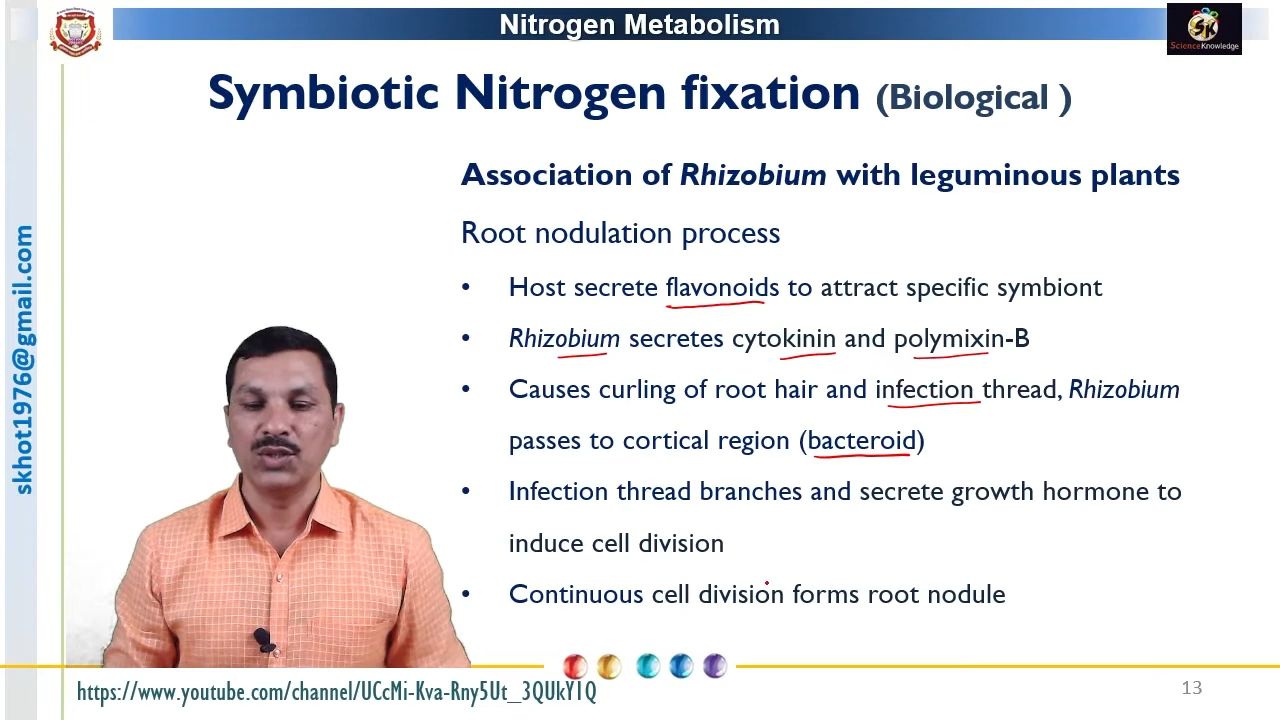 Nitrogen Metabolism
SK
ScienceKnowledge
Symbiotic Nitrogen fixation (Biological )
Association of Rhizobium with leguminous plants
Root nodulation process
• Host secrete flavonoids to attract specific symbiont
• Rhizobium secretes cytokinin and polymixin-B
• Causes curling of root hair and infection thread, Rhizobium
passes to cortical region (bacteroid)
• Infection thread branches and secrete growth hormone to
induce cell division
• Continuous cell division forms root nodule
skhot1976@gmail.com
https://www.youtube.com/channel/UCcMi-Kva-Rny5Ut_3QUkY1Q
13